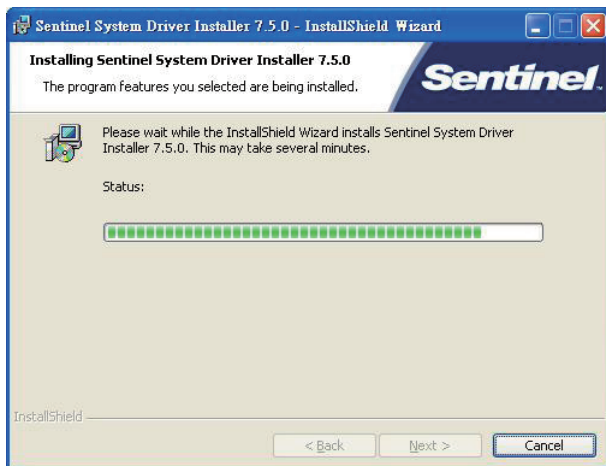 Sentinel System Driver Installer 7.5.0 - InstallShield Wizard
Installing Sentinel System Driver Installer 7.5.0
The program features you selected are being installed.
Sentinel.
Please wait while the InstallShield Wizard installs Sentinel System Driver
Installer 7.5.0. This may take several minutes.
Status:
InstallShield
< Back
Next >
Cancel